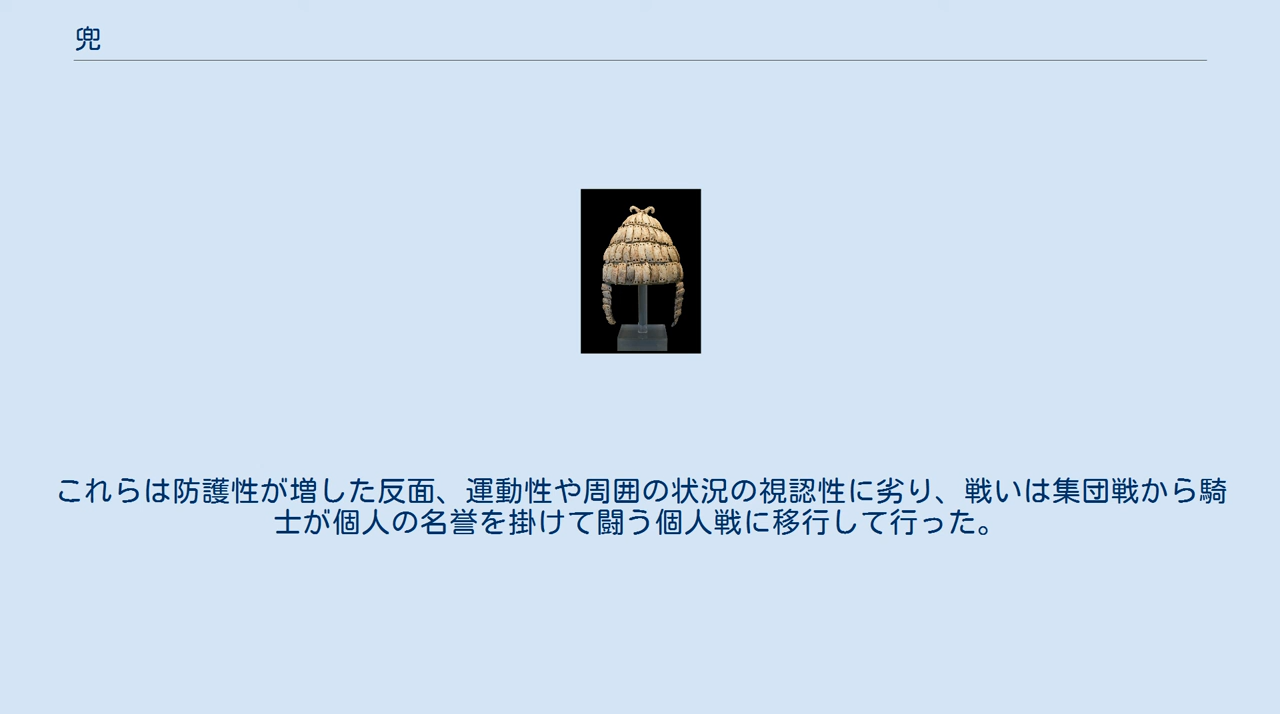 兜
これらは防護性が増した反面、運動性や周囲の状況の視認性に劣り、戦いは集団戦から騎
士が個人の名誉を掛けて闘う個人戦に移行して行った。